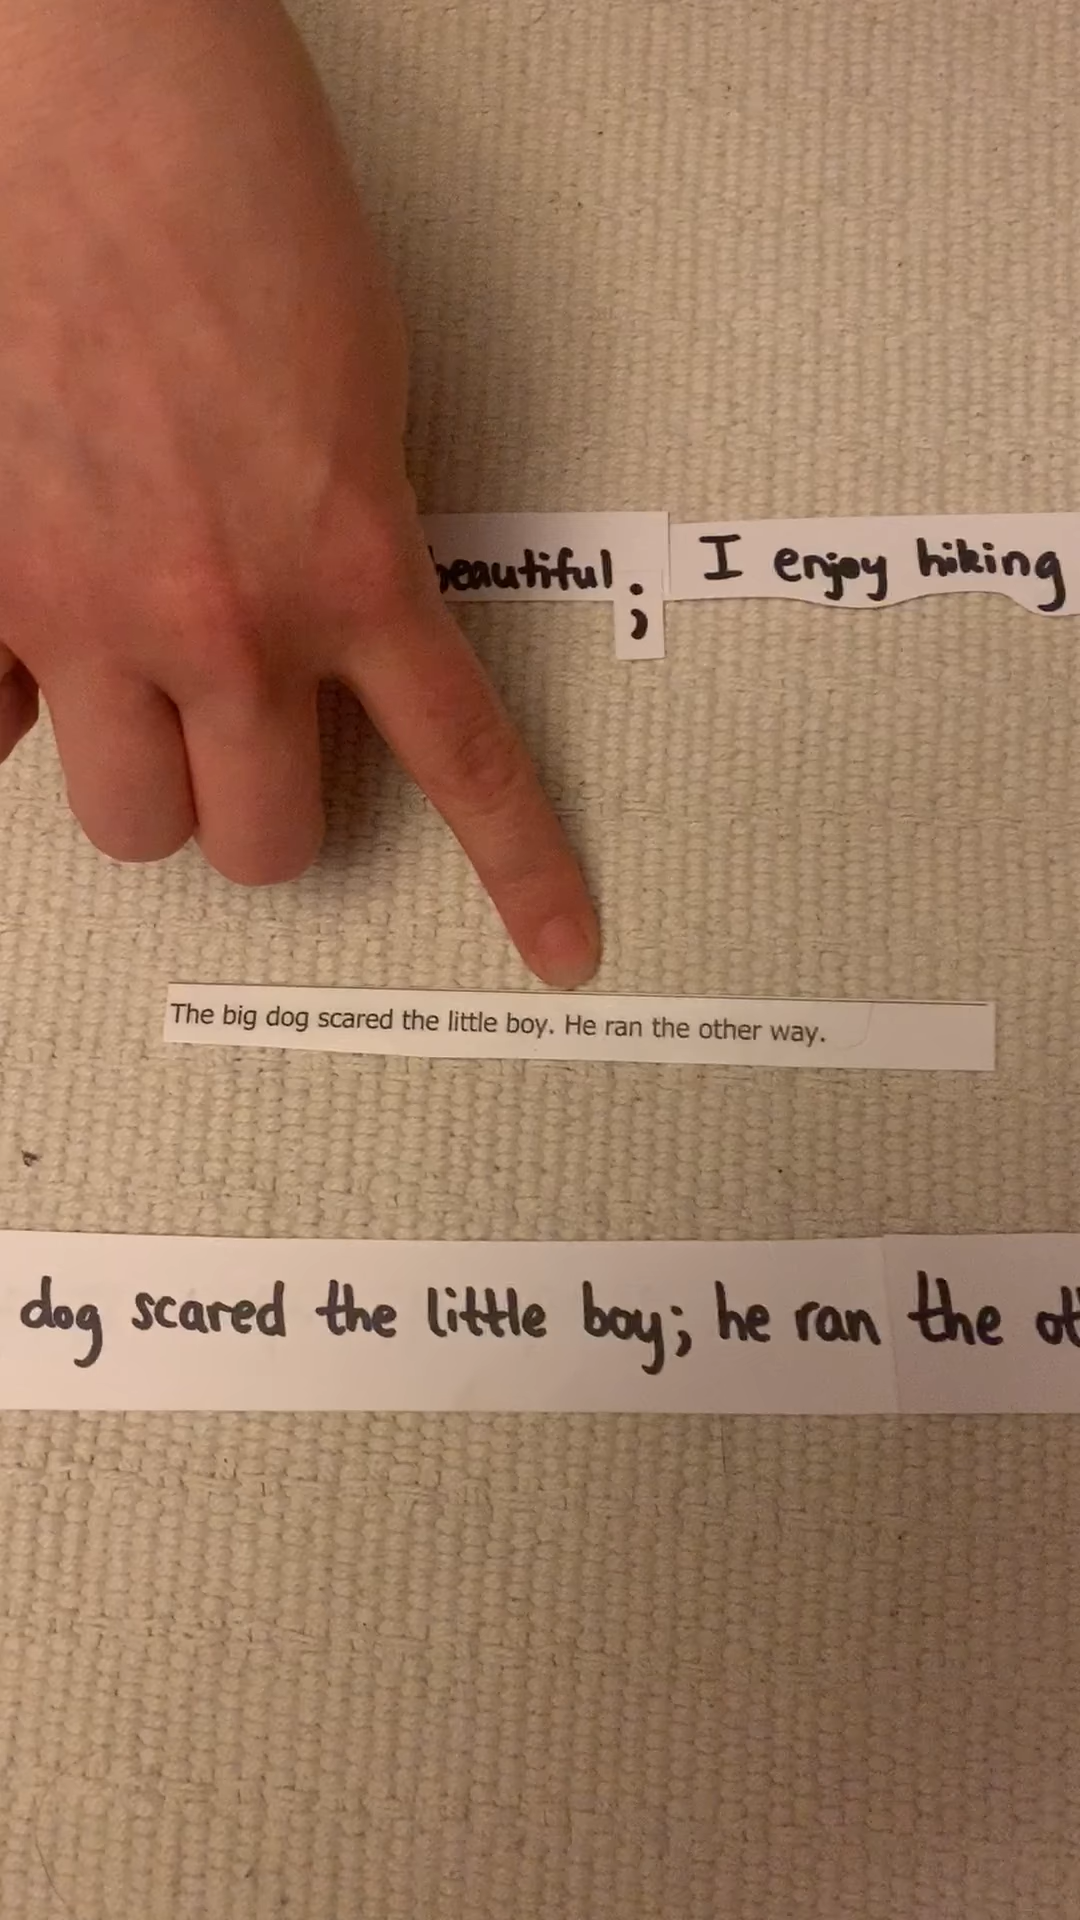 beautiful; I enjoy hiking
The big dog scared the little boy. He ran the other way.
dog scared the little boy; he ran the